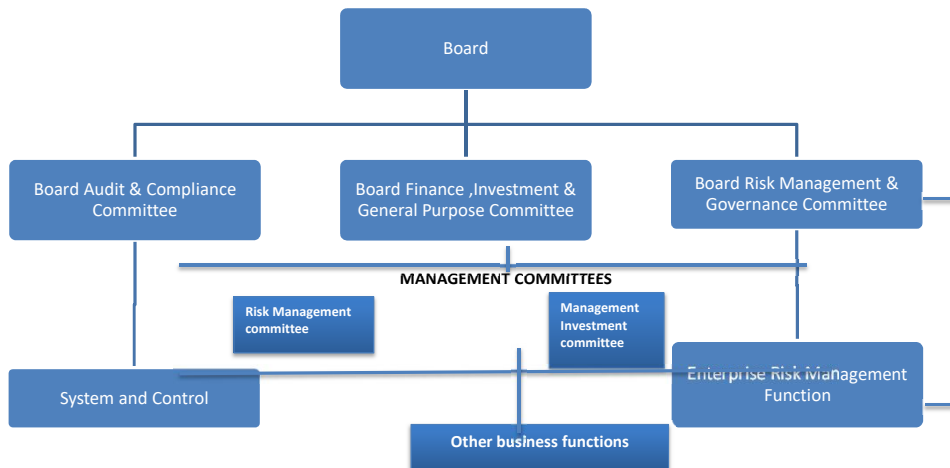 Board
Board Audit & Compliance
Committee
Board Finance ,Investment &
General Purpose Committee
Board Risk Management &
Governance Committee
MANAGEMENT COMMITTEES
Risk Management
committee
Management
Investment
committee
System and Control
Enterprise Risk Management
Function
Other business functions